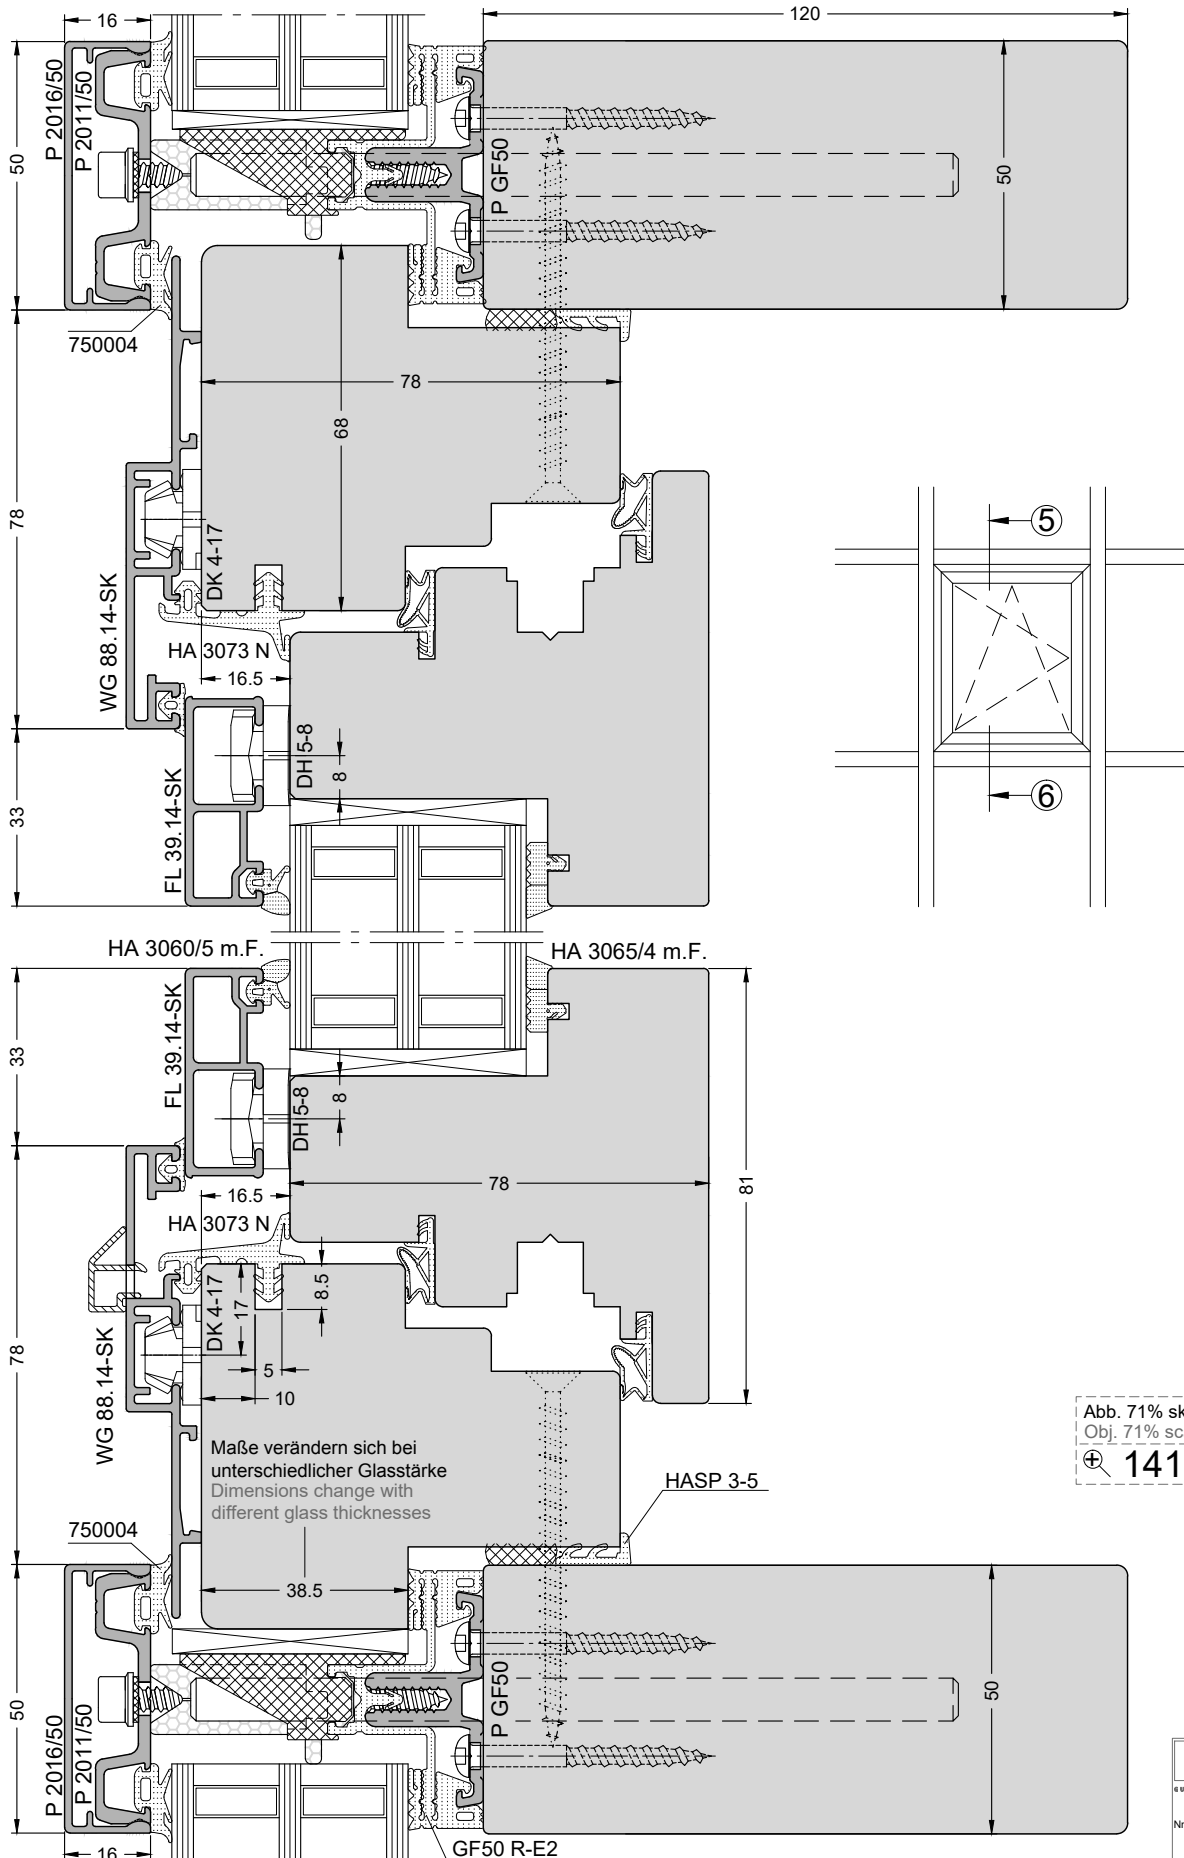 16
120
P 2016/50
P 2011/50
50
P GF50
50
750004
78
68
78
DK 4-17
WG 88.14-SK
HA 3073 N
16.5
DH 5-8
8
FL 39.14-SK
33
5
6
HA 3060/5 m.F.
HA 3065/4 m.F.
FL 39.14-SK
33
8
DH 5-8
78
81
16.5
HA 3073 N
8.5
17
DK 4-17
5
10
78
WG 88.14-SK
Abb. 71% sk
Obj. 71% sc
141
Maße verändern sich bei
unterschiedlicher Glasstärke
Dimensions change with
different glass thicknesses
HASP 3-5
750004
38.5
50
P 2016/50
P 2011/50
P GF50
50
16
GF50 R-E2